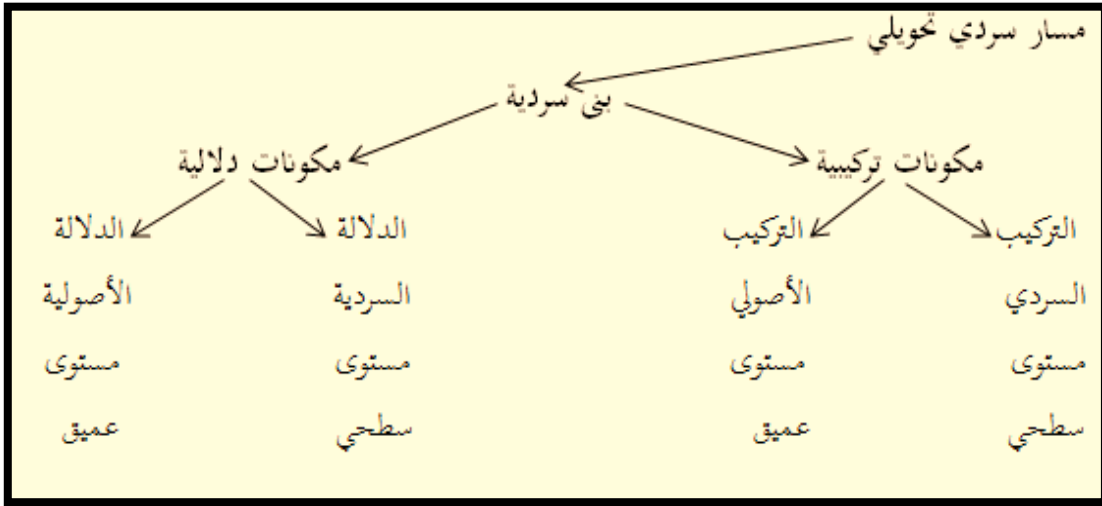 مسار سردي تحويلي
بنى سردية
مكونات تركيبية مكونات دلالية
التركيب التركيب الدلالة الدلالة
السردي الأصولي السردية الأصولية
مستوى مستوى مستوى مستوى
سطحي عميق سطحي عميق